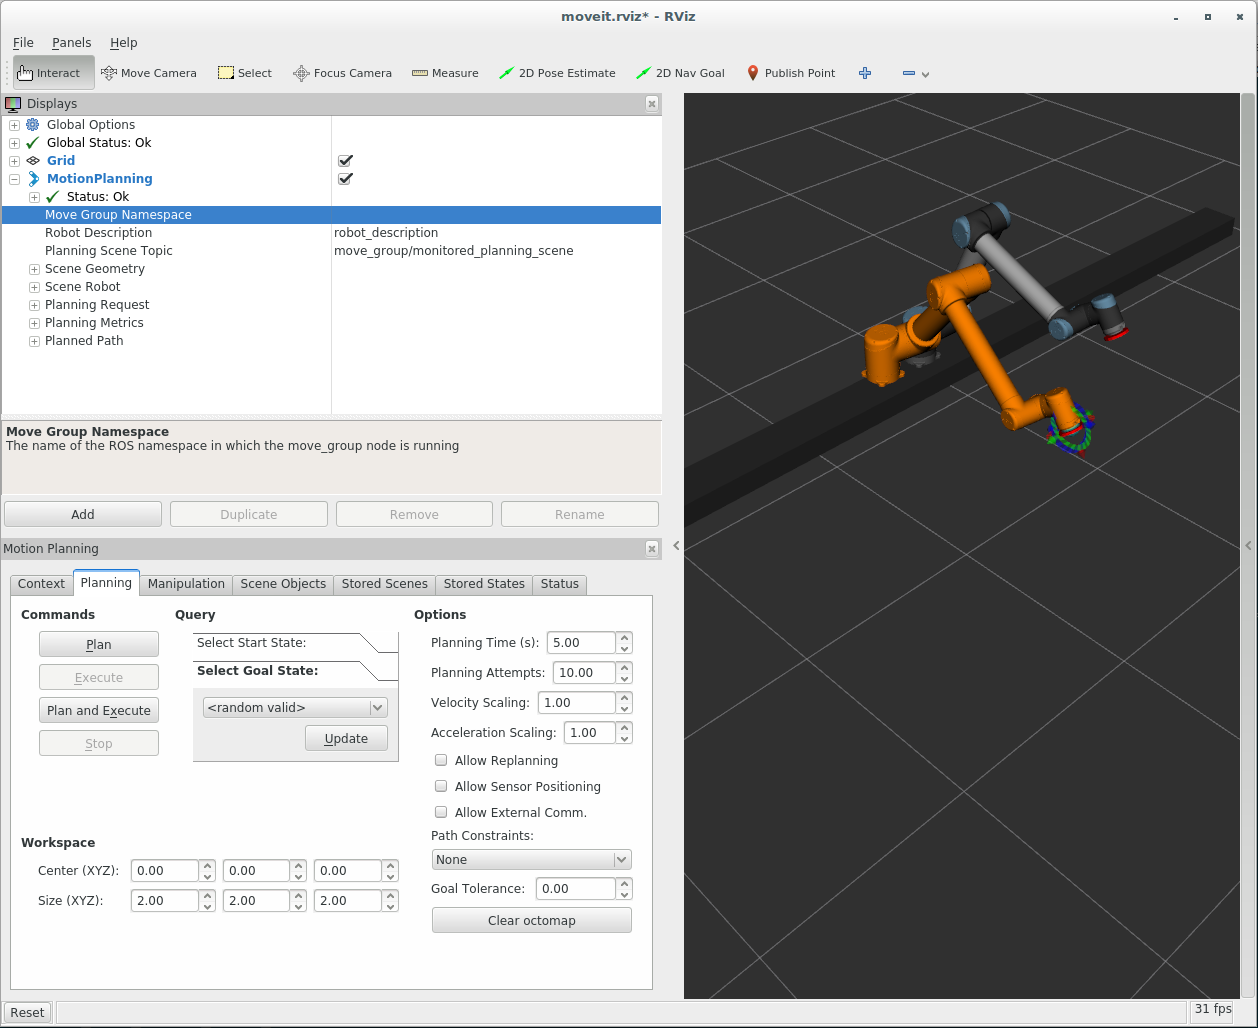 moveit.rviz* - RViz
File Panels Help
Interact Move Camera Select Focus Camera Measure 2D Pose Estimate 2D Nav Goal Publish Point
Displays
Global Options
Global Status: Ok
Grid
MotionPlanning
Status: Ok
Move Group Namespace
Robot Description robot_description
Planning Scene Topic move_group/monitored_planning_scene
Scene Geometry
Scene Robot
Planning Request
Planning Metrics
Planned Path
Move Group Namespace
The name of the ROS namespace in which the move_group node is running
Add Duplicate Remove Rename
Motion Planning
Context Planning Manipulation Scene Objects Stored Scenes Stored States Status
Commands
Plan
Execute
Plan and Execute
Stop
Query
Select Start State:
Select Goal State:
<random valid>
Update
Options
Planning Time (s): 5.00
Planning Attempts: 10.00
Velocity Scaling: 1.00
Acceleration Scaling: 1.00
Allow Replanning
Allow Sensor Positioning
Allow External Comm.
Path Constraints:
None
Goal Tolerance: 0.00
Clear octomap
Workspace
Center (XYZ): 0.00 0.00 0.00
Size (XYZ): 2.00 2.00 2.00
Reset
31 fps